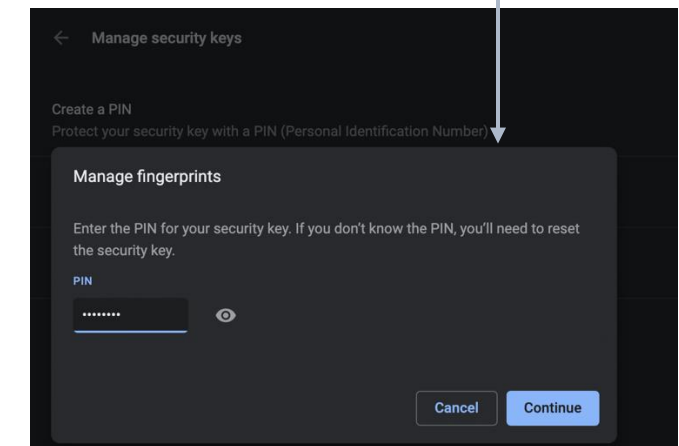 Manage security keys
Create a PIN
Protect your security key with a PIN (Personal Identification Number)
Manage fingerprints
Enter the PIN for your security key. If you don't know the PIN, you'll need to reset
the security key.
PIN
••••••••
Cancel Continue